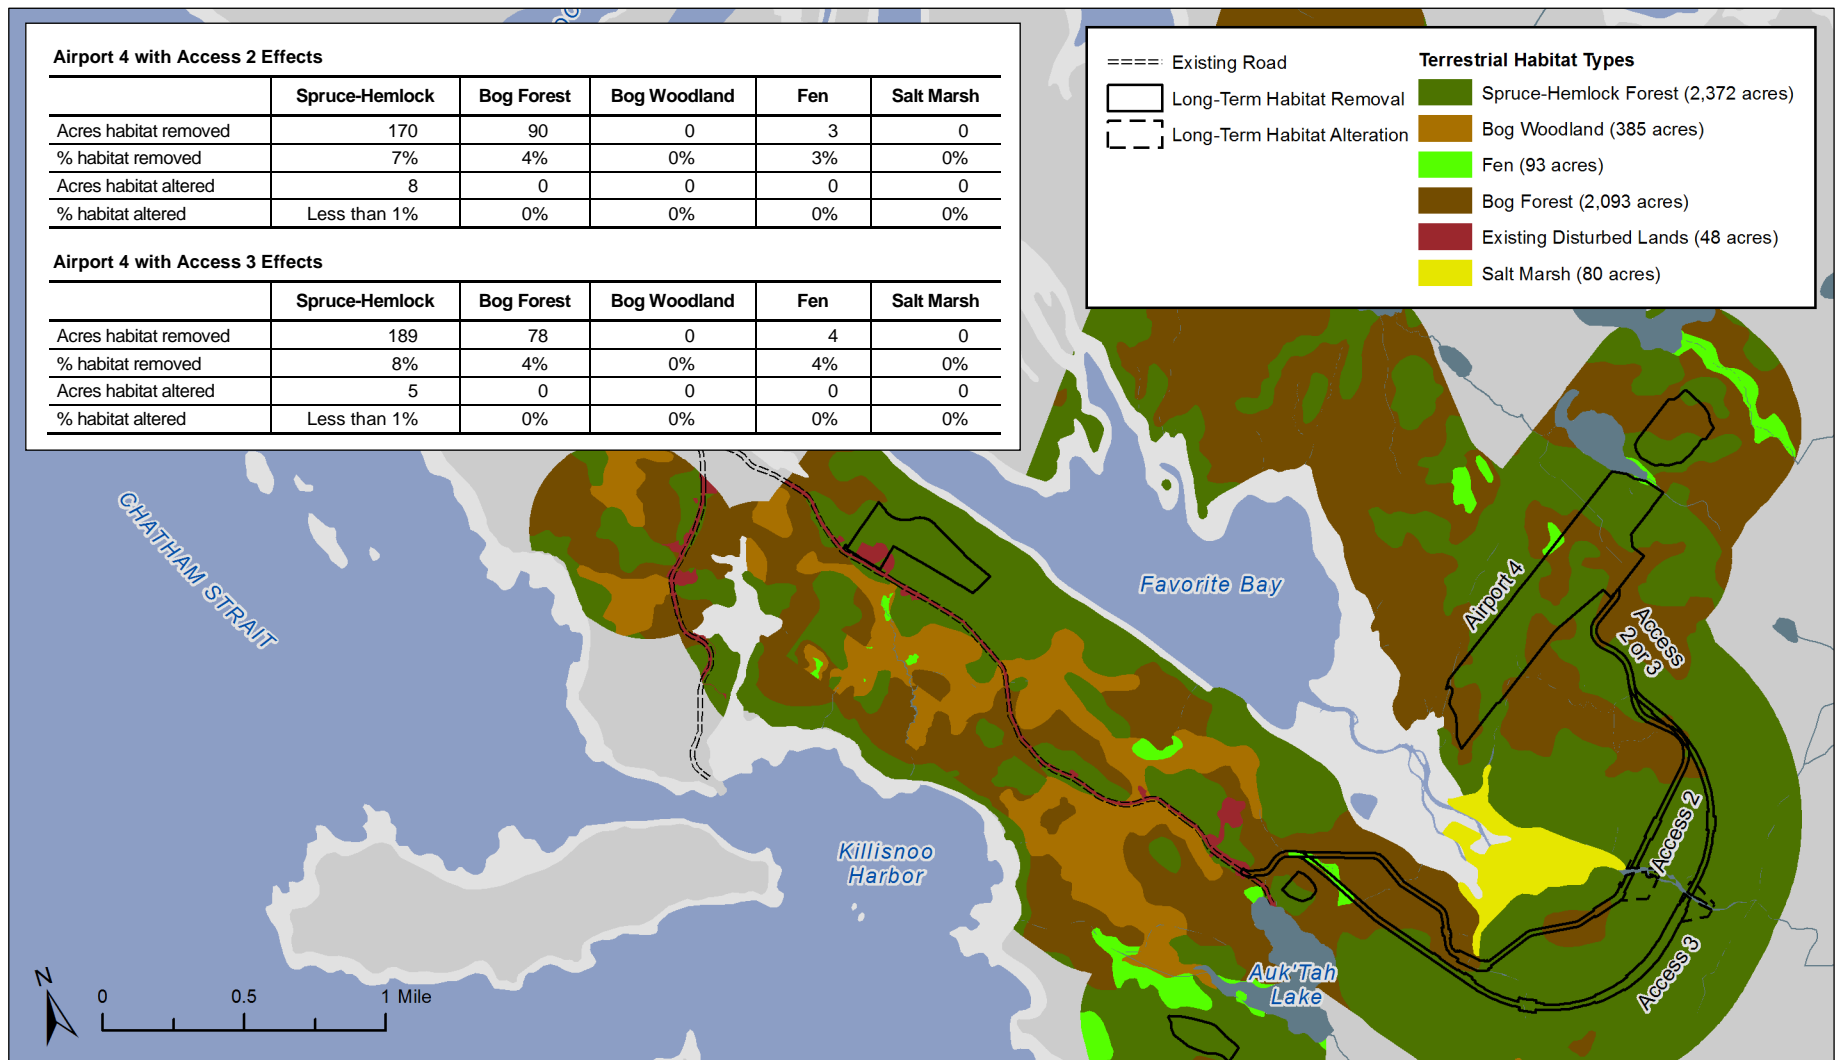 Airport 4 with Access 2 Effects
Spruce-Hemlock Bog Forest Bog Woodland Fen Salt Marsh
Acres habitat removed 170 90 0 3 0
% habitat removed 7% 4% 0% 3% 0%
Acres habitat altered 8 0 0 0 0
% habitat altered Less than 1% 0% 0% 0% 0%
Airport 4 with Access 3 Effects
Spruce-Hemlock Bog Forest Bog Woodland Fen Salt Marsh
Acres habitat removed 189 78 0 4 0
% habitat removed 8% 4% 0% 4% 0%
Acres habitat altered 5 0 0 0 0
% habitat altered Less than 1% 0% 0% 0% 0%
Existing Road
Long-Term Habitat Removal
Long-Term Habitat Alteration
Terrestrial Habitat Types
Spruce-Hemlock Forest (2,372 acres)
Bog Woodland (385 acres)
Fen (93 acres)
Bog Forest (2,093 acres)
Existing Disturbed Lands (48 acres)
Salt Marsh (80 acres)
CHATHAM STRAIT
Favorite Bay
Airport 4
Access
2 or 3
Access 2
Access 3
Killisnoo
Harbor
Auk'Tah
Lake
N
0 0.5 1 Mile